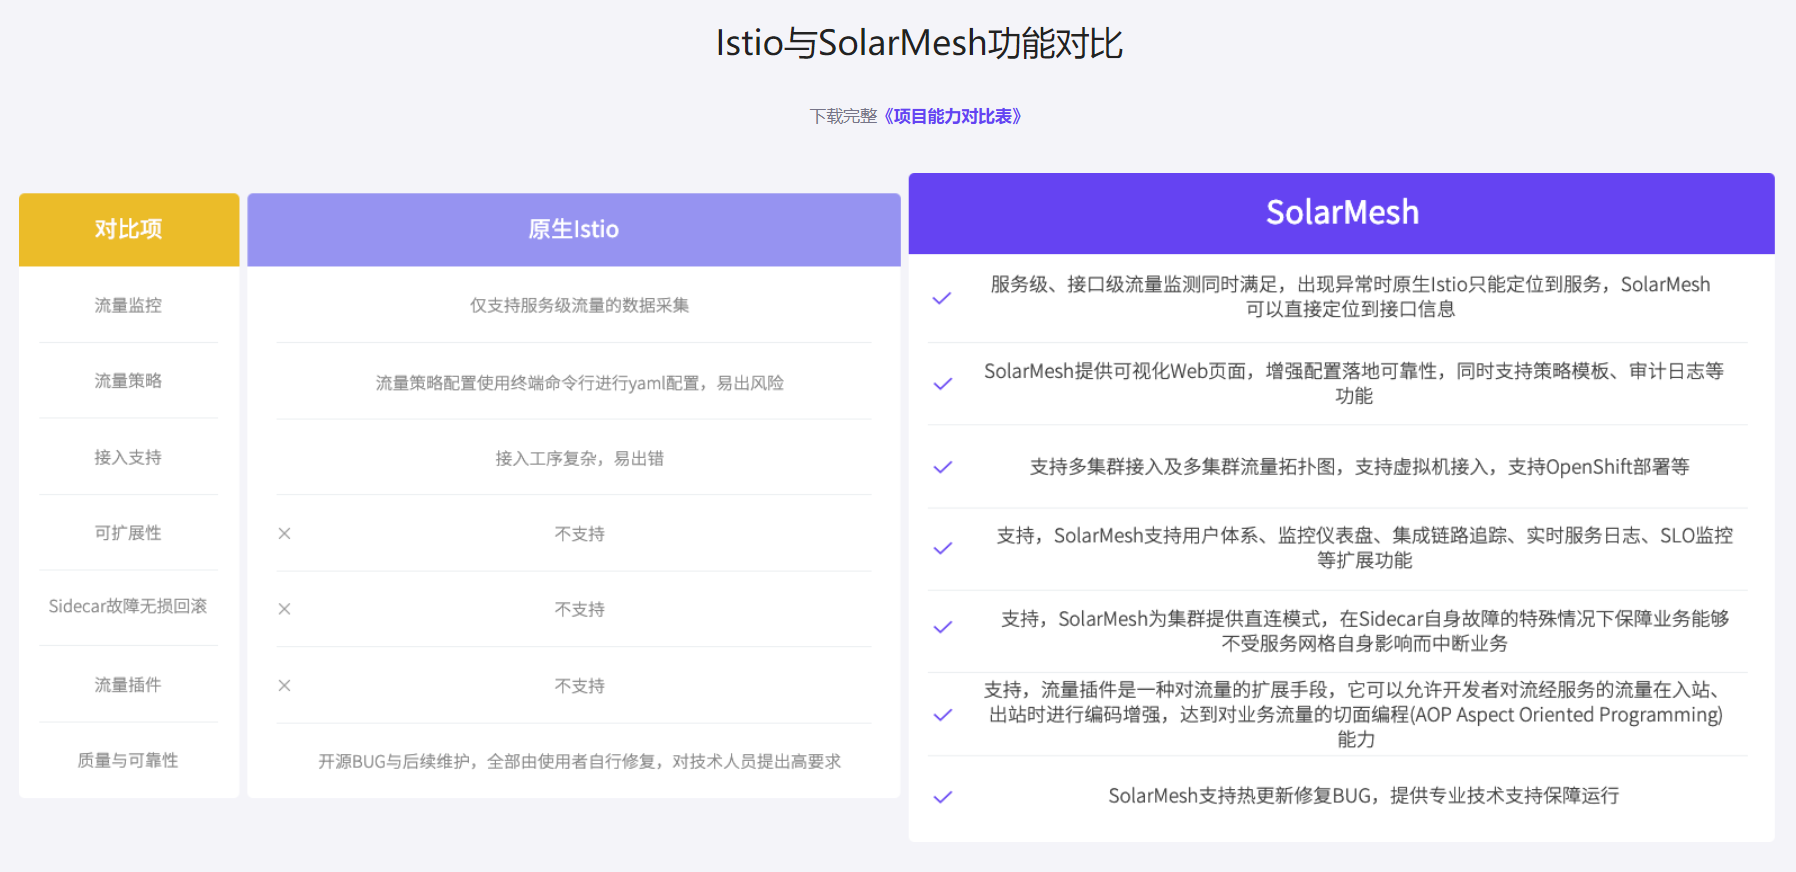 Istio与SolarMesh功能对比
下载完整《项目能力对比表》
对比项
原生Istio
SolarMesh
流量监控
仅支持服务级流量的数据采集
服务级、接口级流量监测同时满足，出现异常时原生Istio只能定位到服务，SolarMesh
可以直接定位到接口信息
流量策略
流量策略配置使用终端命令行进行yaml配置，易出风险
SolarMesh提供可视化Web页面，增强配置落地可靠性，同时支持策略模板、审计日志等
功能
接入支持
接入工序复杂，易出错
支持多集群接入及多集群流量拓扑图，支持虚拟机接入，支持OpenShift部署等
可扩展性
不支持
支持，SolarMesh支持用户体系、监控仪表盘、集成链路追踪、实时服务日志、SLO监控
等扩展功能
Sidecar故障无损回滚
不支持
支持，SolarMesh为集群提供直连模式，在Sidecar自身故障的特殊情况下保障业务能够
不受服务网格自身影响而中断业务
流量插件
不支持
支持，流量插件是一种对流量的扩展手段，它可以允许开发者对流经服务的流量在入站、
出站时进行编码增强，达到对业务流量的切面编程(AOP Aspect Oriented Programming)
能力
质量与可靠性
开源BUG与后续维护，全部由使用者自行修复，对技术人员提出高要求
SolarMesh支持热更新修复BUG，提供专业技术支持保障运行